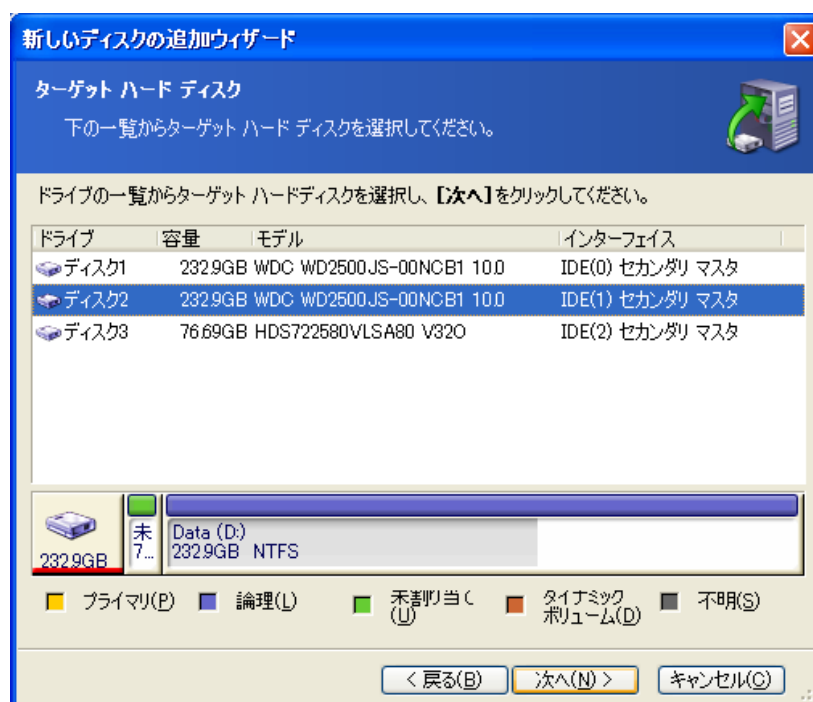 新しいディスクの追加ウィザード
ターゲット ハード ディスク
下の一覧からターゲット ハード ディスクを選択してください。
ドライブの一覧からターゲット ハードディスクを選択し、[次へ]をクリックしてください。
ドライブ 容量 モデル インターフェイス
ディスク1 232.9GB WDC WD2500JS-00NCB1 10.0 IDE(0) セカンダリ マスタ
ディスク2 232.9GB WDC WD2500JS-00NCB1 10.0 IDE(1) セカンダリ マスタ
ディスク3 76.69GB HDS722580VLSA80 V32O IDE(2) セカンダリ マスタ
232.9GB
未
7...
Data (D:)
232.9GB NTFS
プライマリ(P) 論理(L) 未割り当て(U) ダイナミック ボリューム(D) 不明(S)
< 戻る(B) 次へ(N) > キャンセル(C)